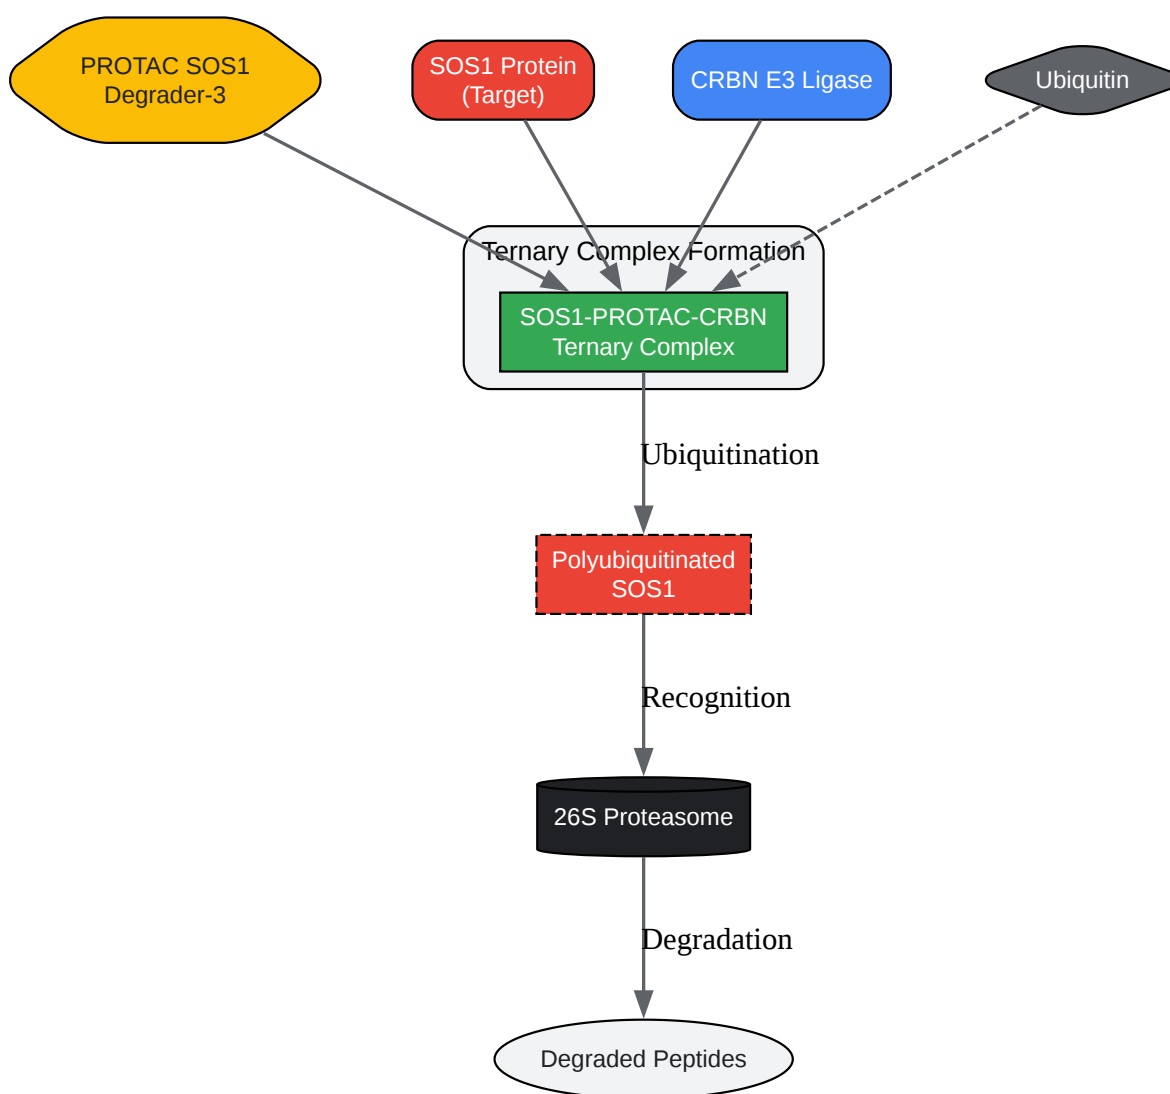 PROTAC SOS1
Degrader-3
SOS1 Protein
(Target)
CRBN E3 Ligase
Ubiquitin
Ternary Complex Formation
SOS1-PROTAC-CRBN
Ternary Complex
Ubiquitination
Polyubiquitinated
SOS1
Recognition
26S Proteasome
Degradation
Degraded Peptides